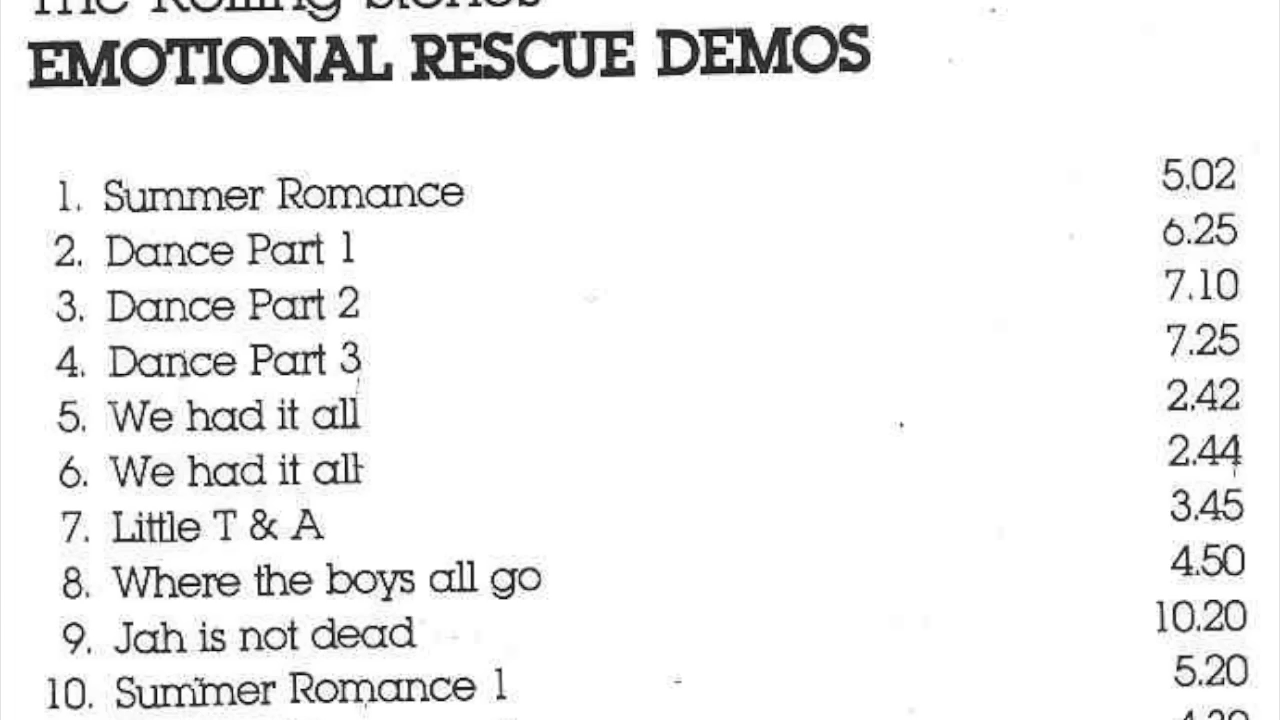 The Rolling Stones
EMOTIONAL RESCUE DEMOS
1. Summer Romance 5.02
2. Dance Part 1 6.25
3. Dance Part 2 7.10
4. Dance Part 3 7.25
5. We had it all 2.42
6. We had it all 2.44
7. Little T & A 3.45
8. Where the boys all go 4.50
9. Jah is not dead 10.20
10. Summer Romance 1 5.20